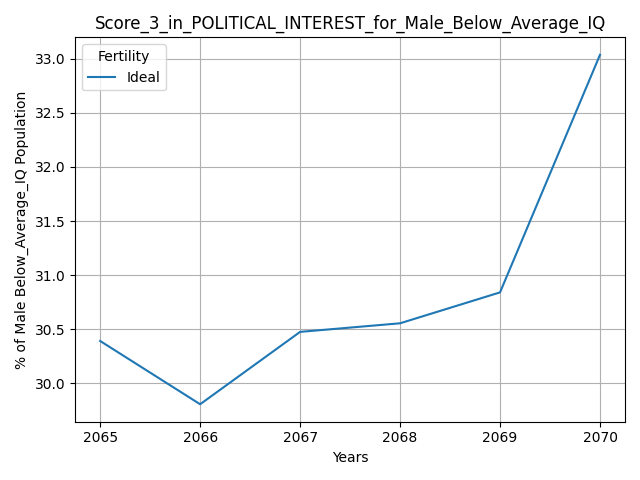 Score_3_in_POLITICAL_INTEREST_for_Male_Below_Average_IQ
Fertility
Ideal
% of Male Below_Average_IQ Population
33.0
32.5
32.0
31.5
31.0
30.5
30.0
2065 2066 2067 2068 2069 2070
Years